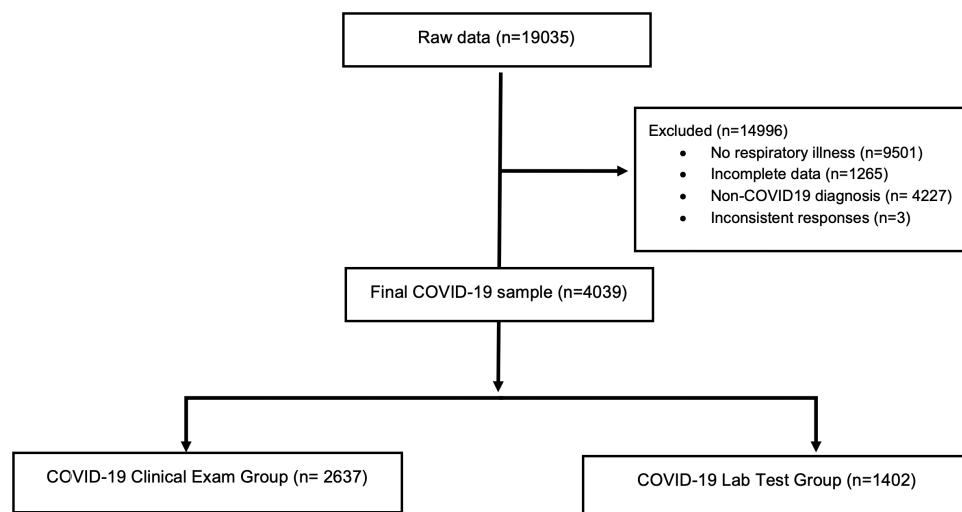 Raw data (n=19035)
Excluded (n=14996)
• No respiratory illness (n=9501)
• Incomplete data (n=1265)
• Non-COVID19 diagnosis (n= 4227)
• Inconsistent responses (n=3)
Final COVID-19 sample (n=4039)
COVID-19 Clinical Exam Group (n= 2637)
COVID-19 Lab Test Group (n=1402)